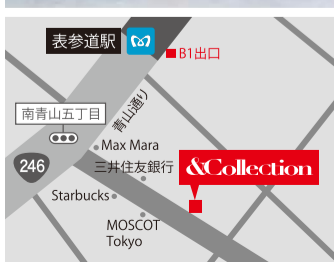 表参道駅
B1出口
青山通り
南青山五丁目
Max Mara
246
三井住友銀行
&Collection
Starbucks
MOSCOT
Tokyo